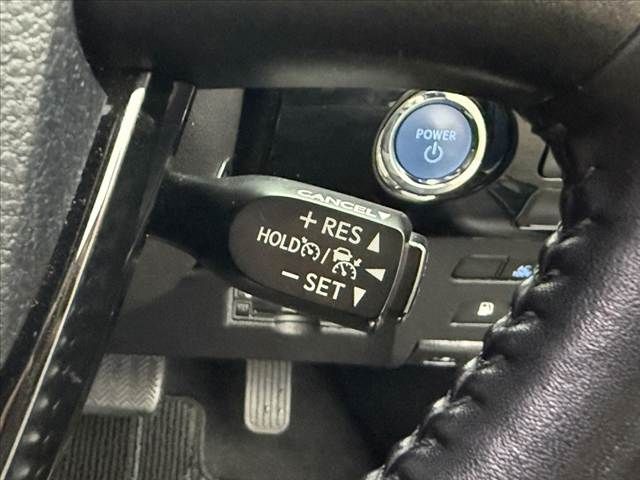 POWER
CANCEL
+ RES
HOLD /
- SET